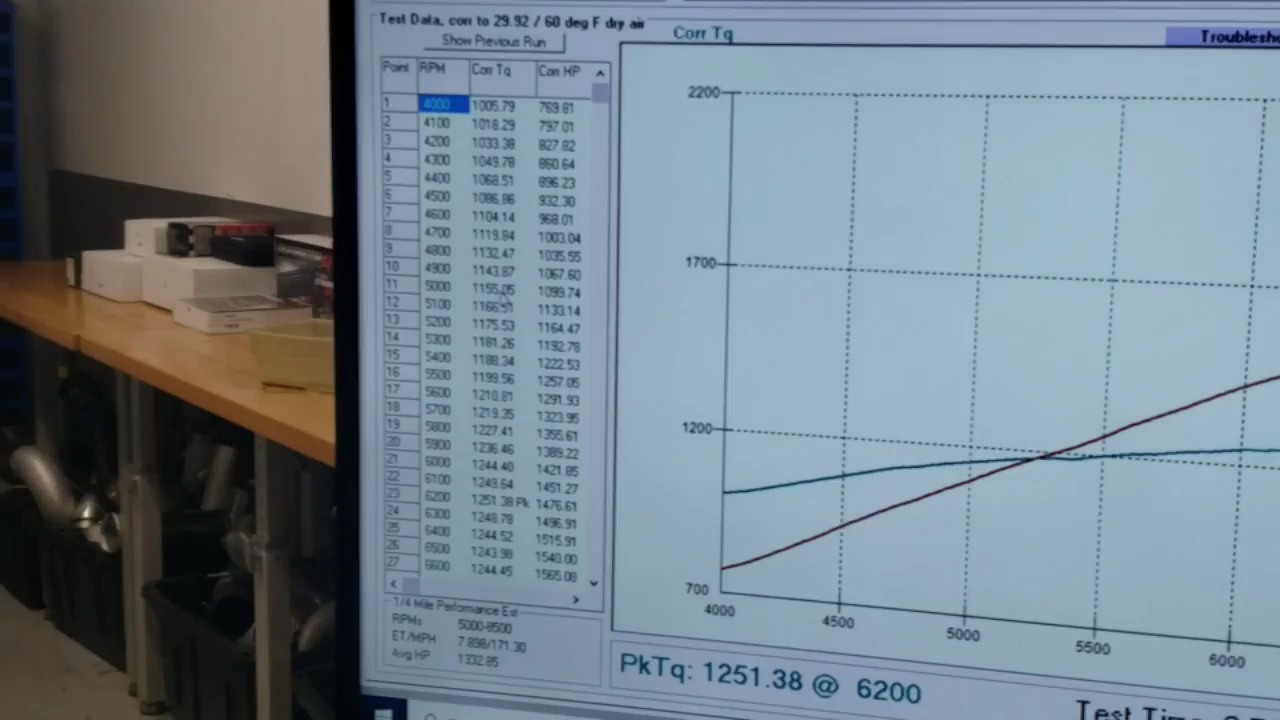 Test Data, corr to 29.92 / 60 deg F dry air
Show Previous Run
Corr Tq
Point RPM Corr Tq Corr HP
1 4000 1005.79 769.81
2 4100 1018.29 797.01
3 4200 1033.38 827.82
4 4300 1049.78 860.64
5 4400 1068.51 896.23
6 4500 1086.86 932.30
7 4600 1104.14 968.01
8 4700 1119.84 1003.04
9 4800 1132.47 1035.55
10 4900 1143.87 1067.60
11 5000 1155.05 1099.74
12 5100 1166.51 1133.14
13 5200 1175.53 1164.47
14 5300 1181.26 1192.78
15 5400 1188.34 1222.53
16 5500 1199.56 1257.05
17 5600 1210.81 1291.93
18 5700 1219.35 1323.95
19 5800 1227.41 1355.61
20 5900 1236.46 1389.22
21 6000 1244.40 1421.85
22 6100 1249.64 1451.27
23 6200 1251.38 Pk 1476.61
24 6300 1248.78 1496.91
25 6400 1244.52 1515.91
26 6500 1243.98 1540.00
27 6600 1244.45 1565.08
1/4 Mile Performance Est
RPMs 5000-8500
ET/MPH 7.898/171.30
Avg HP 1332.85
2200
1700
1200
700
4000 4500 5000 5500 6000
PkTq: 1251.38 @ 6200